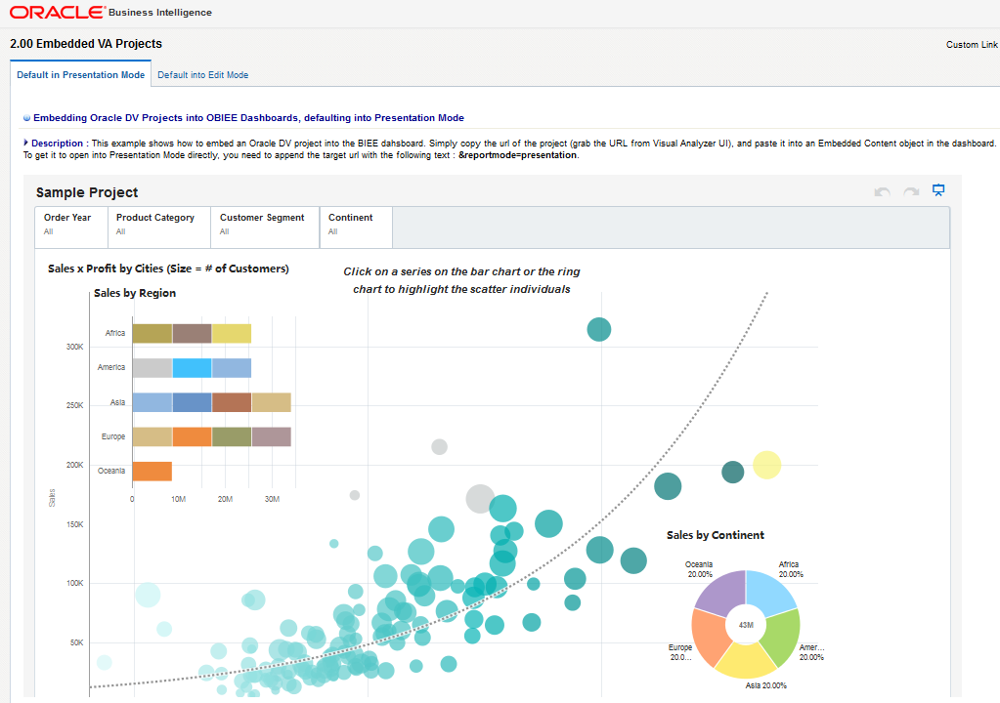 ORACLE Business Intelligence
2.00 Embedded VA Projects
Custom Link
Default in Presentation Mode
Default into Edit Mode
Embedding Oracle DV Projects into OBIEE Dashboards, defaulting into Presentation Mode
Description : This example shows how to embed an Oracle DV project into the BIEE dahsboard. Simply copy the url of the project (grab the URL from Visual Analyzer UI), and paste it into an Embedded Content object in the dashboard.
To get it to open into Presentation Mode directly, you need to append the target url with the following text : &reportmode=presentation.
Sample Project
Order Year
All
Product Category
All
Customer Segment
All
Continent
All
Sales x Profit by Cities (Size = # of Customers)
Click on a series on the bar chart or the ring
chart to highlight the scatter individuals
Sales by Region
Africa
America
Asia
Europe
Oceania
0
10M
20M
30M
300K
250K
200K
150K
100K
50K
Sales
Sales by Continent
Oceania
20.00%
Africa
20.00%
43M
Europe
20.0...
Amer...
20.00%
Asia 20.00%